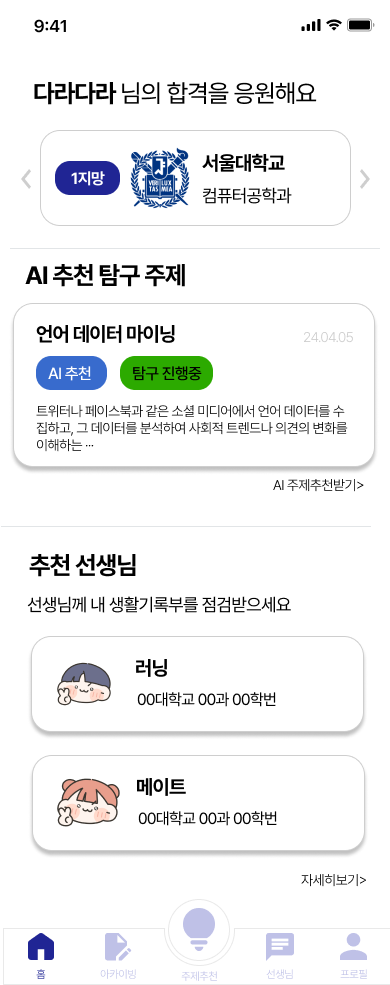 9:41
다라다라 님의 합격을 응원해요
1지망
VERI LUX TAS MEA
서울대학교
컴퓨터공학과
AI 추천 탐구 주제
언어 데이터 마이닝
24.04.05
AI 추천
탐구 진행중
트위터나 페이스북과 같은 소셜 미디어에서 언어 데이터를 수
집하고, 그 데이터를 분석하여 사회적 트렌드나 의견의 변화를
이해하는 ···
AI 주제추천받기>
추천 선생님
선생님께 내 생활기록부를 점검받으세요
러닝
00대학교 00과 00학번
메이트
00대학교 00과 00학번
자세히보기>
홈
아카이빙
주제추천
선생님
프로필